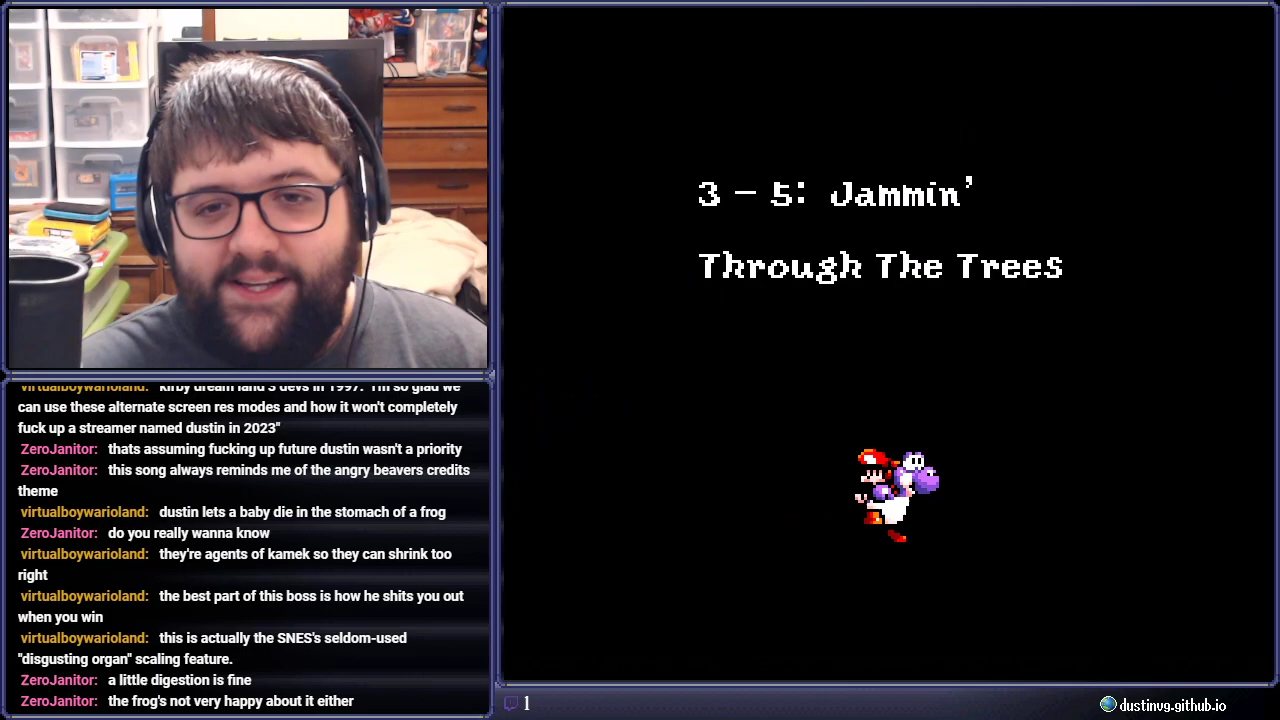 3 – 5: Jammin'
Through The Trees
virtualboywarioland: kirby dream land 3 devs in 1997: "I'm so glad we
can use these alternate screen res modes and how it won't completely
fuck up a streamer named dustin in 2023"
ZeroJanitor: thats assuming fucking up future dustin wasn't a priority
ZeroJanitor: this song always reminds me of the angry beavers credits
theme
virtualboywarioland: dustin lets a baby die in the stomach of a frog
ZeroJanitor: do you really wanna know
virtualboywarioland: they're agents of kamek so they can shrink too
right
virtualboywarioland: the best part of this boss is how he shits you out
when you win
virtualboywarioland: this is actually the SNES's seldom-used
"disgusting organ" scaling feature.
ZeroJanitor: a little digestion is fine
ZeroJanitor: the frog's not very happy about it either
1
dustinvg.github.io